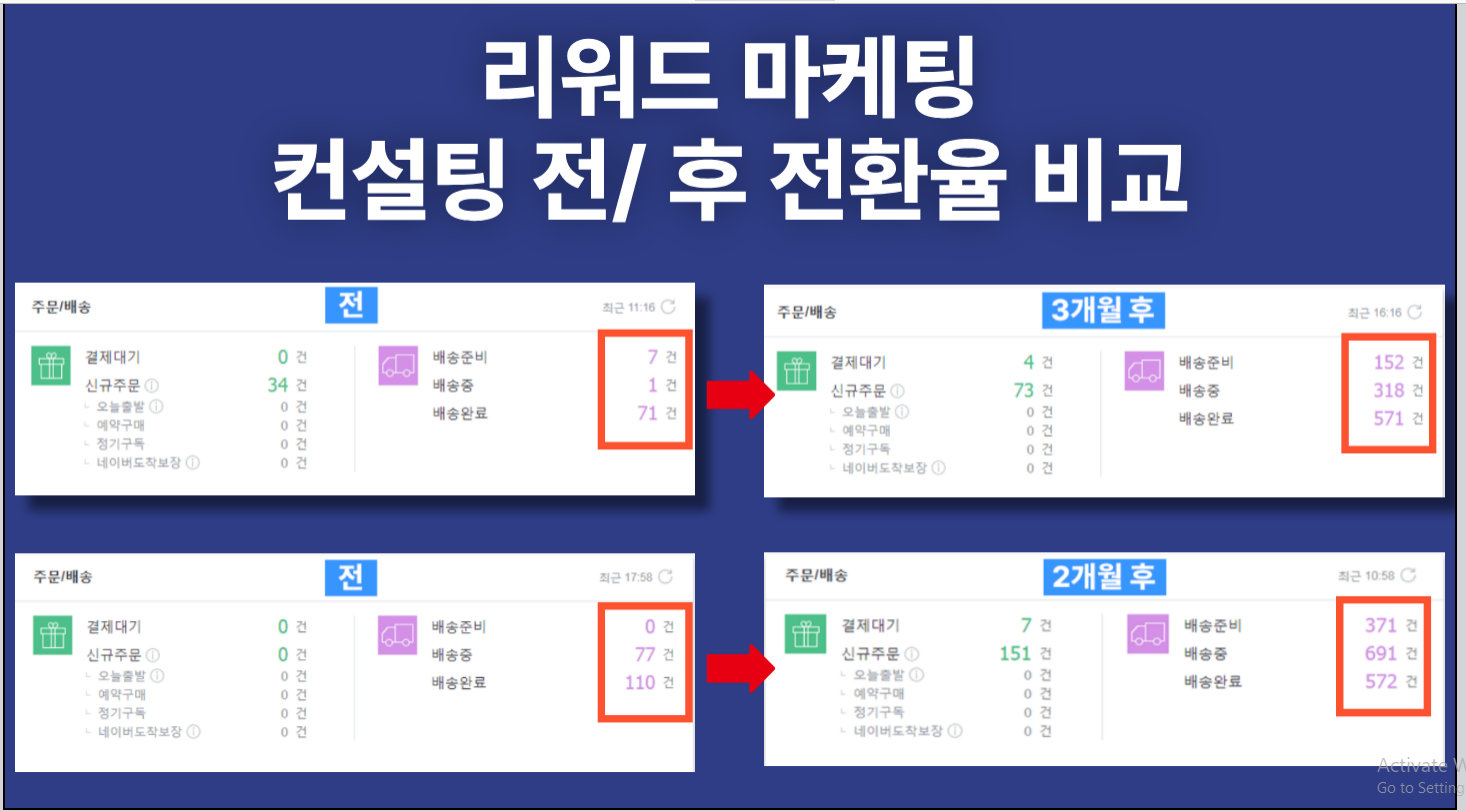 리워드 마케팅
컨설팅 전/ 후 전환율 비교
주문/배송 전 최근 11:16
결제대기 0 건
신규주문 34 건
오늘출발 0 건
예약구매 0 건
정기구독 0 건
네이버도착보장 0 건
배송준비 7 건
배송중 1 건
배송완료 71 건
주문/배송 3개월 후 최근 16:16
결제대기 4 건
신규주문 73 건
오늘출발 0 건
예약구매 0 건
정기구독 0 건
네이버도착보장 0 건
배송준비 152 건
배송중 318 건
배송완료 571 건
주문/배송 전 최근 17:58
결제대기 0 건
신규주문 0 건
오늘출발 0 건
예약구매 0 건
정기구독 0 건
네이버도착보장 0 건
배송준비 0 건
배송중 77 건
배송완료 110 건
주문/배송 2개월 후 최근 10:58
결제대기 7 건
신규주문 151 건
오늘출발 0 건
예약구매 0 건
정기구독 0 건
네이버도착보장 0 건
배송준비 371 건
배송중 691 건
배송완료 572 건
Activate W
Go to Setting